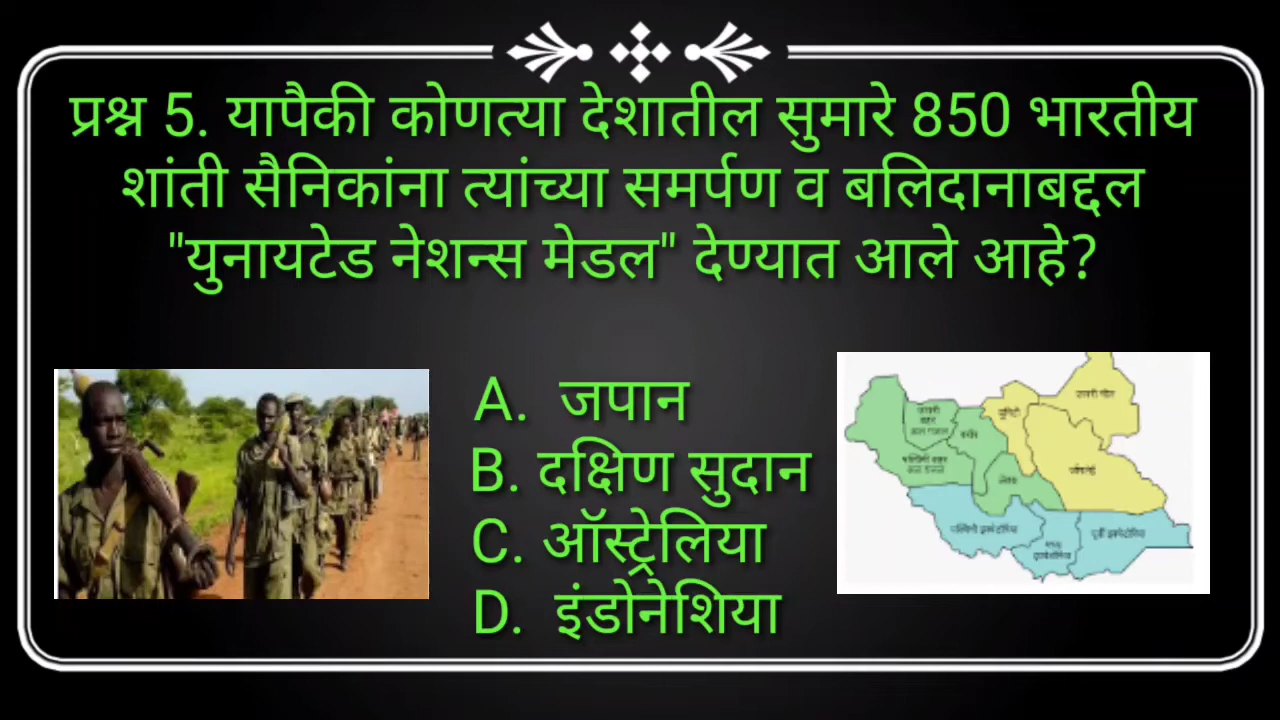 प्रश्न 5. यापैकी कोणत्या देशातील सुमारे 850 भारतीय
शांती सैनिकांना त्यांच्या समर्पण व बलिदानाबद्दल
"युनायटेड नेशन्स मेडल" देण्यात आले आहे?
A. जपान
B. दक्षिण सुदान
C. ऑस्ट्रेलिया
D. इंडोनेशिया